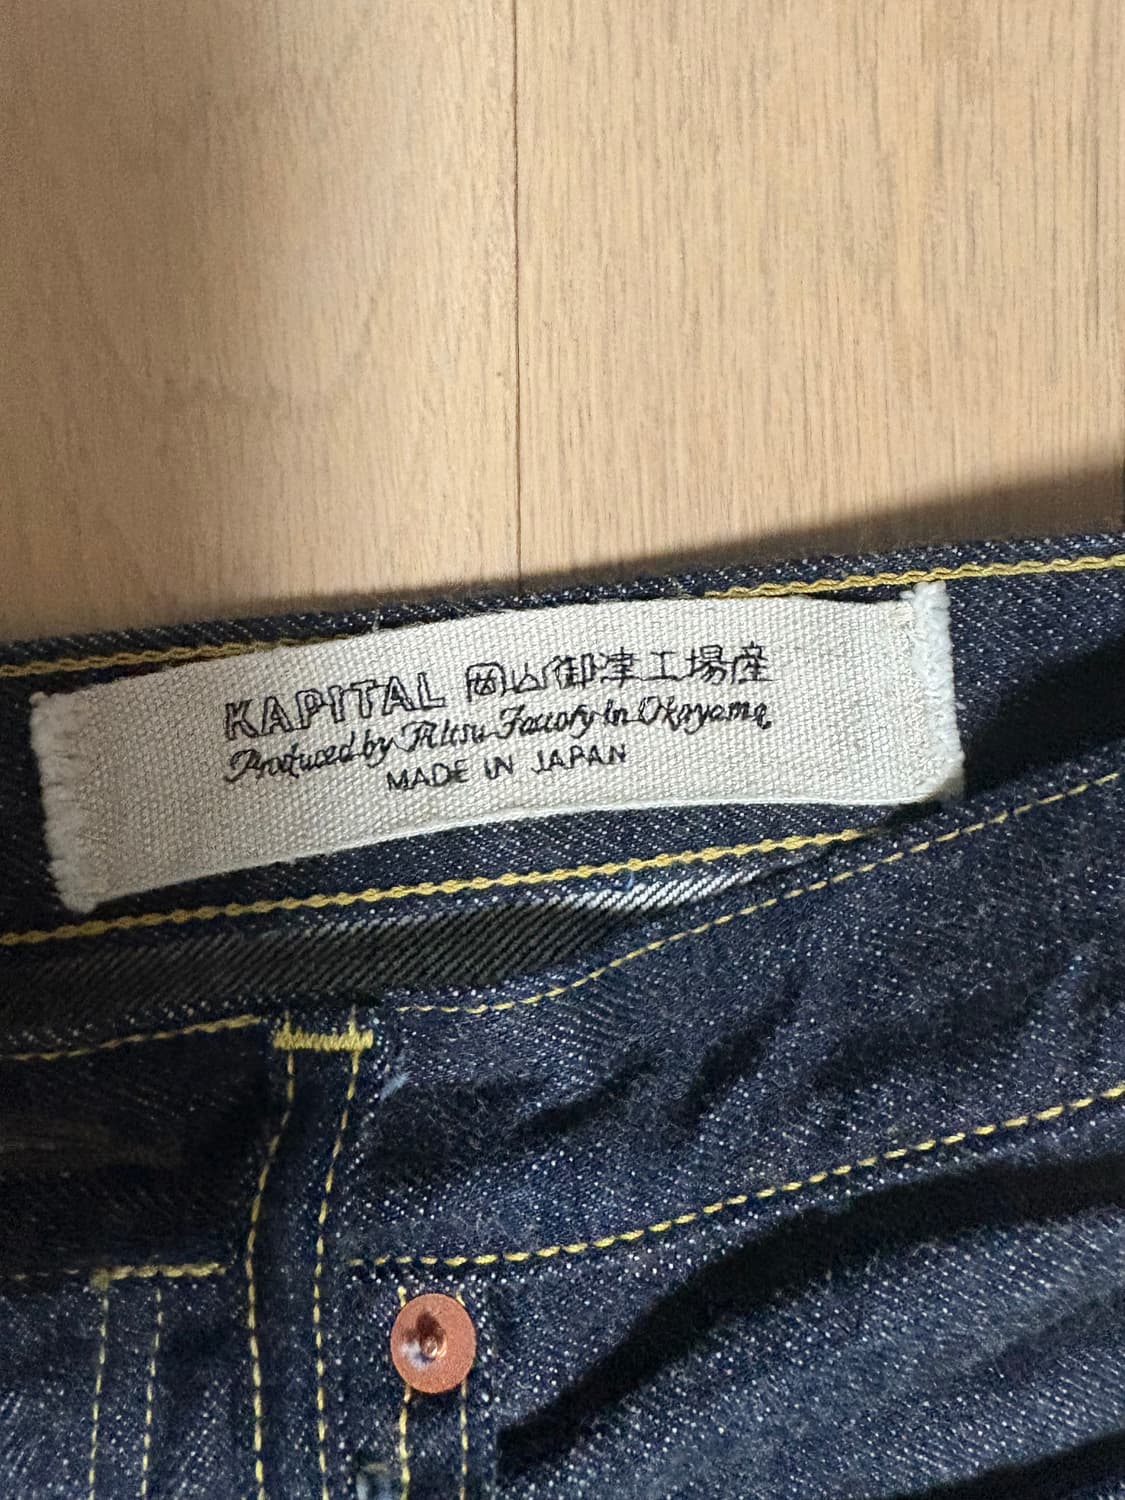 KAPITAL 岡山御津工場産
Produced by Mitsu Factory In Okayama.
MADE IN JAPAN